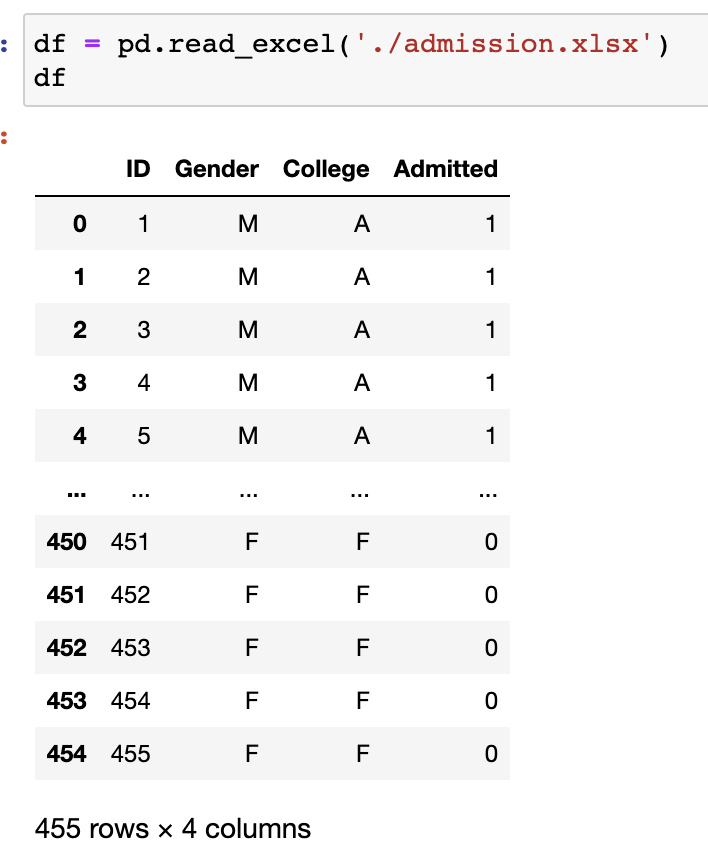 df = pd.read_excel('./admission.xlsx')
df
ID Gender College Admitted
0 1 M A 1
1 2 M A 1
2 3 M A 1
3 4 M A 1
4 5 M A 1
... ... ... ... ...
450 451 F F 0
451 452 F F 0
452 453 F F 0
453 454 F F 0
454 455 F F 0
455 rows × 4 columns